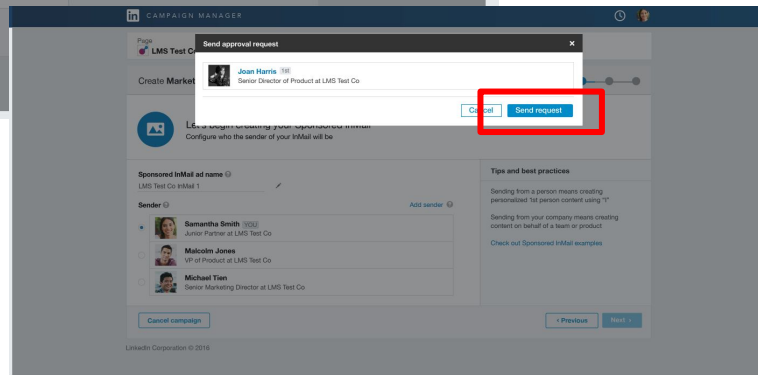 in CAMPAIGN MANAGER
Page
LMS Test C
Send approval request ×
Joan Harris 1st
Senior Director of Product at LMS Test Co
Cancel Send request
Create Market
Let's begin creating your Sponsored InMail
Configure who the sender of your InMail will be
Sponsored InMail ad name
LMS Test Co InMail 1
Sender Add sender
Samantha Smith YOU
Junior Partner at LMS Test Co
Malcolm Jones
VP of Product at LMS Test Co
Michael Tien
Senior Marketing Director at LMS Test Co
Tips and best practices
Sending from a person means creating
personalized 1st person content using "I"
Sending from your company means creating
content on behalf of a team or product
Check out Sponsored InMail examples
Cancel campaign ‹ Previous Next ›
LinkedIn Corporation © 2016